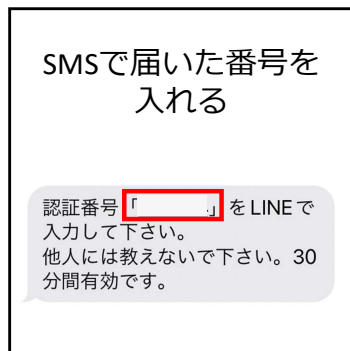 SMSで届いた番号を
入れる
認証番号「 」をLINEで
入力して下さい。
他人には教えないで下さい。30
分間有効です。